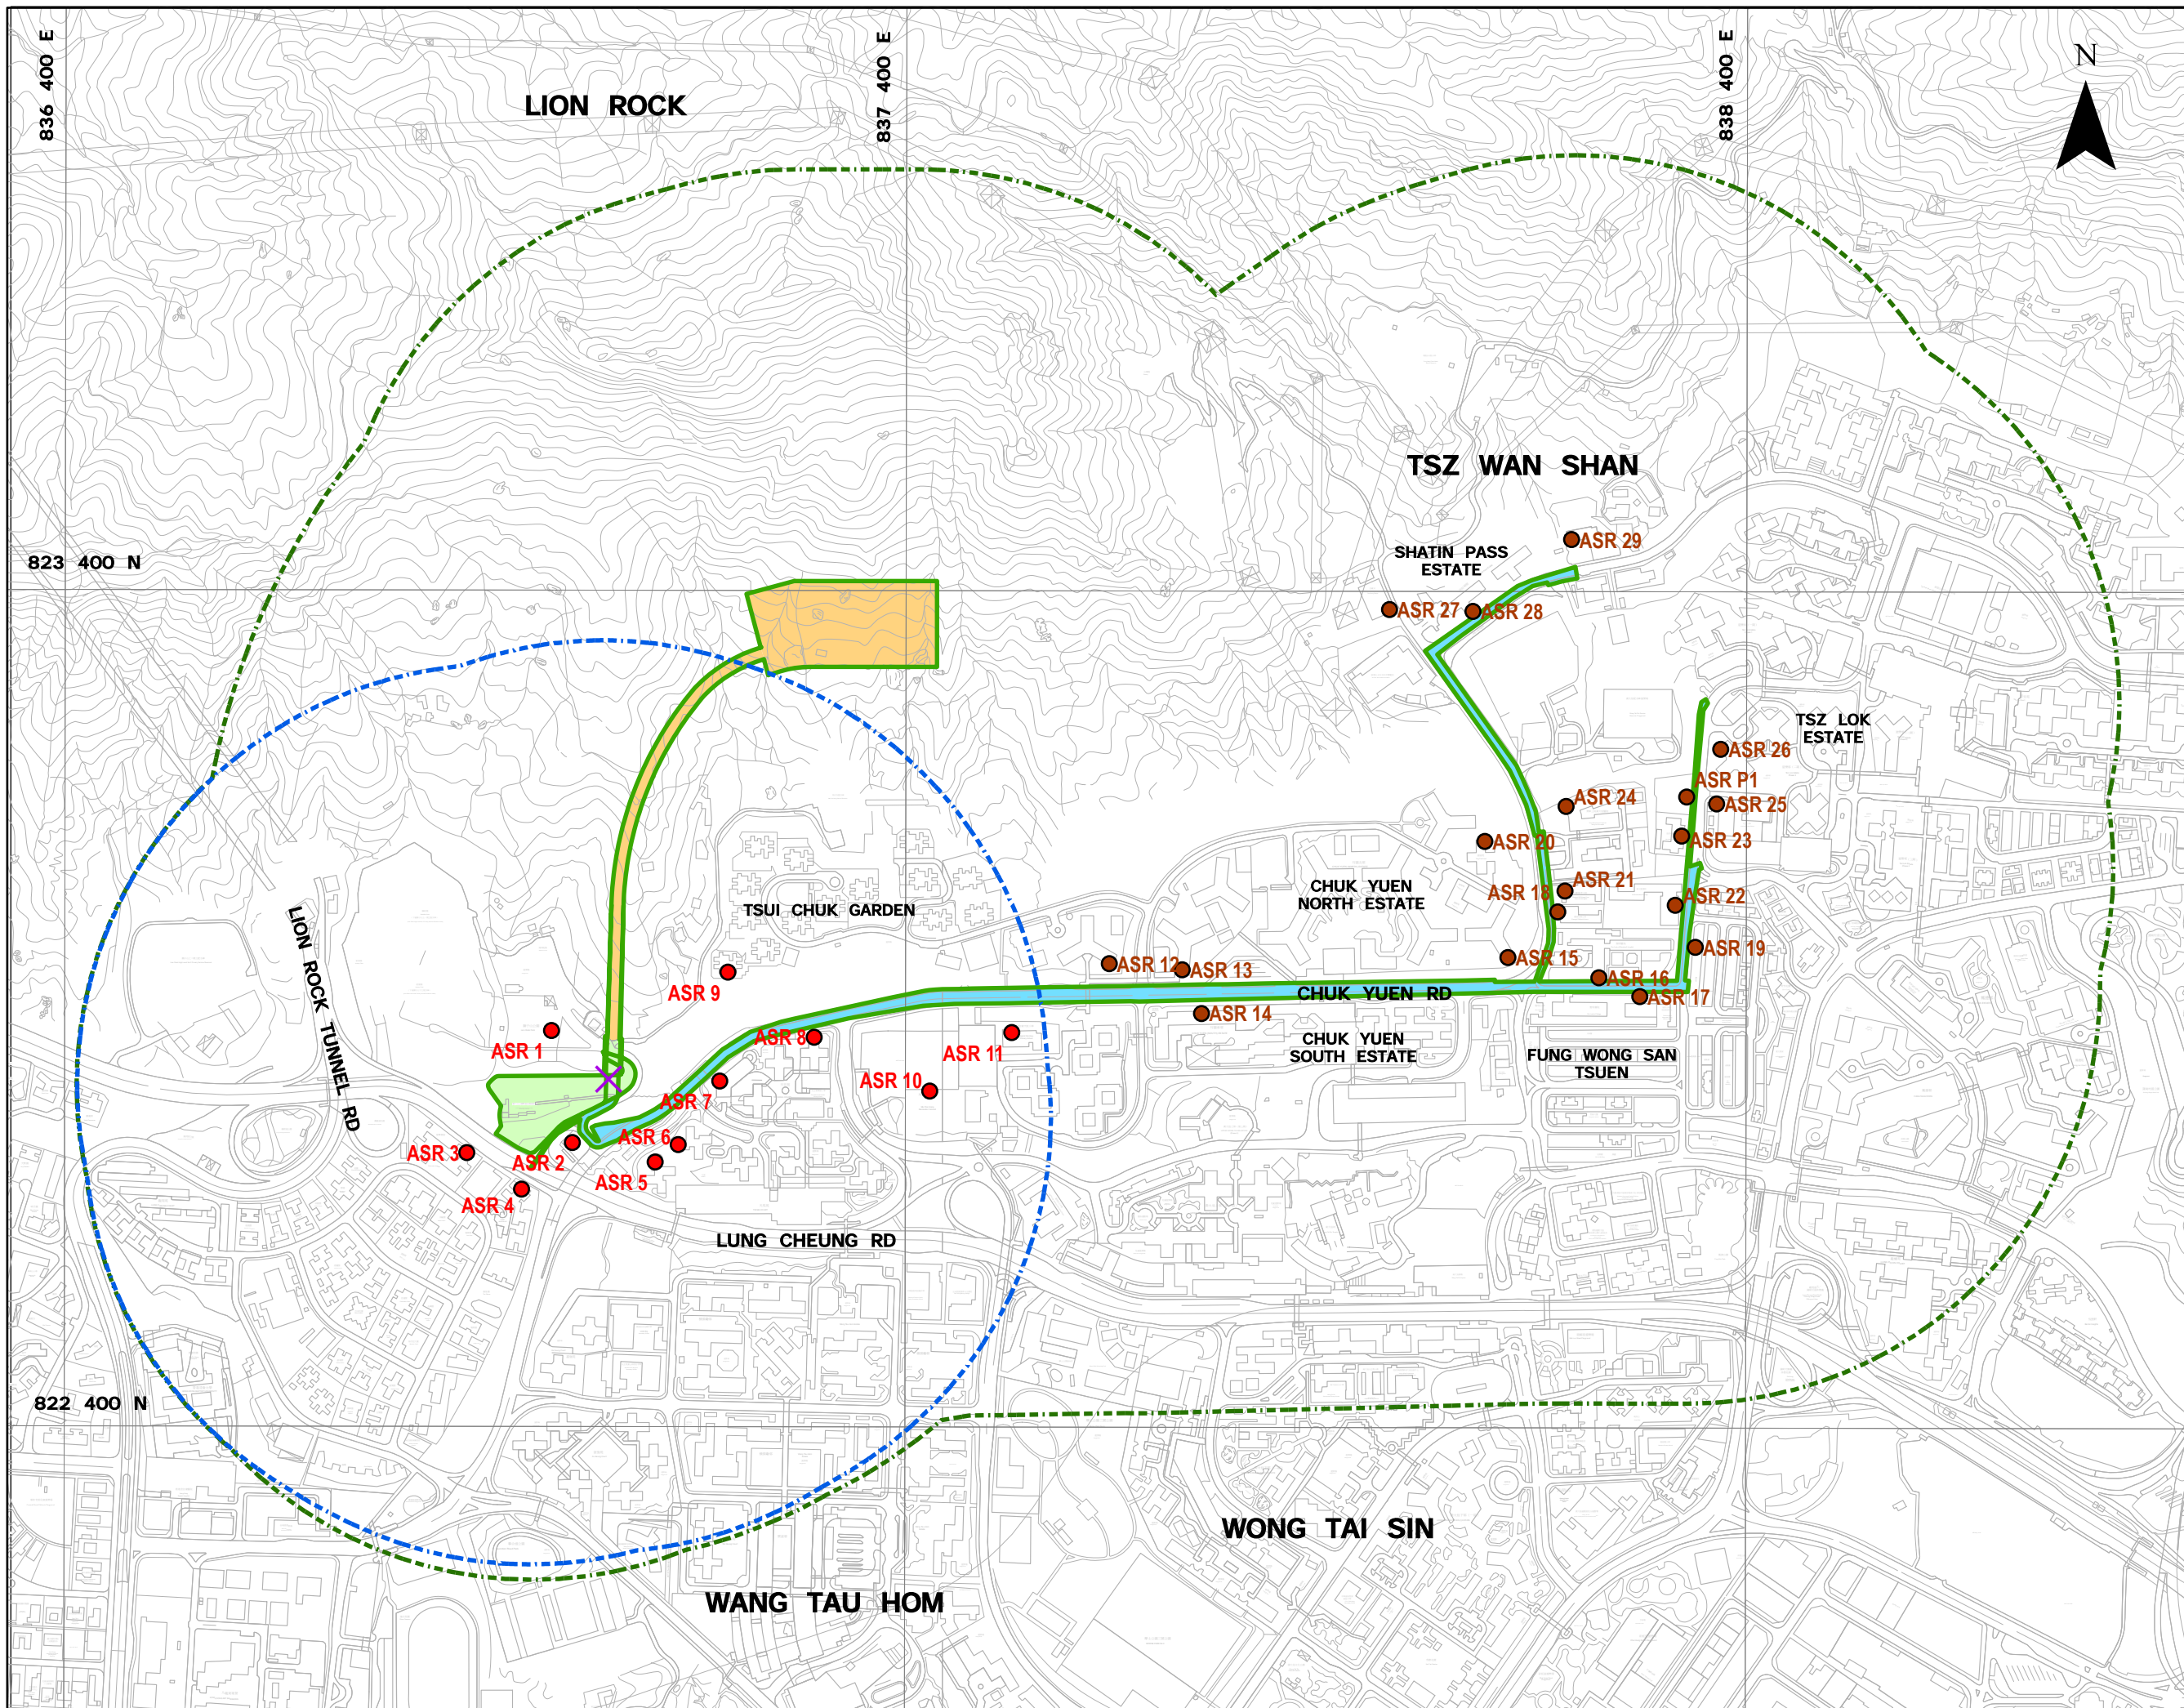 836 400 E
837 400 E
838 400 E
N
LION ROCK
TSZ WAN SHAN
ASR 29
SHATIN PASS
ESTATE
823 400 N
ASR 27
ASR 28
TSZ LOK
ESTATE
ASR 26
ASR P1
ASR 24
ASR 25
ASR 20
ASR 23
CHUK YUEN
NORTH ESTATE
ASR 18
ASR 21
ASR 22
TSUI CHUK GARDEN
LION ROCK TUNNEL RD
ASR 19
ASR 15
ASR 12
ASR 13
ASR 16
ASR 9
CHUK YUEN RD
ASR 17
ASR 14
ASR 8
ASR 1
ASR 11
CHUK YUEN
SOUTH ESTATE
FUNG WONG SAN
TSUEN
ASR 10
ASR 7
ASR 6
ASR 3
ASR 2
ASR 5
ASR 4
LUNG CHEUNG RD
822 400 N
WONG TAI SIN
WANG TAU HOM